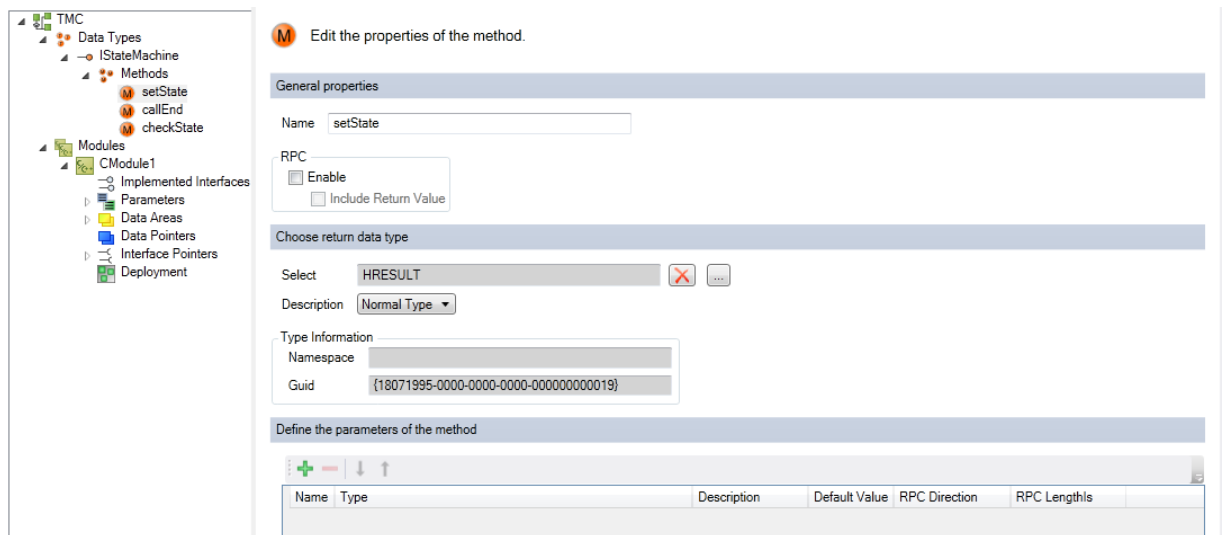 TMC
Data Types
IStateMachine
Methods
setState
callEnd
checkState
Modules
CModule1
Implemented Interfaces
Parameters
Data Areas
Data Pointers
Interface Pointers
Deployment
M Edit the properties of the method.
General properties
Name setState
RPC
Enable
Include Return Value
Choose return data type
Select HRESULT ...
Description Normal Type
Type Information
Namespace
Guid {18071995-0000-0000-0000-000000000019}
Define the parameters of the method
Name Type Description Default Value RPC Direction RPC LengthIs